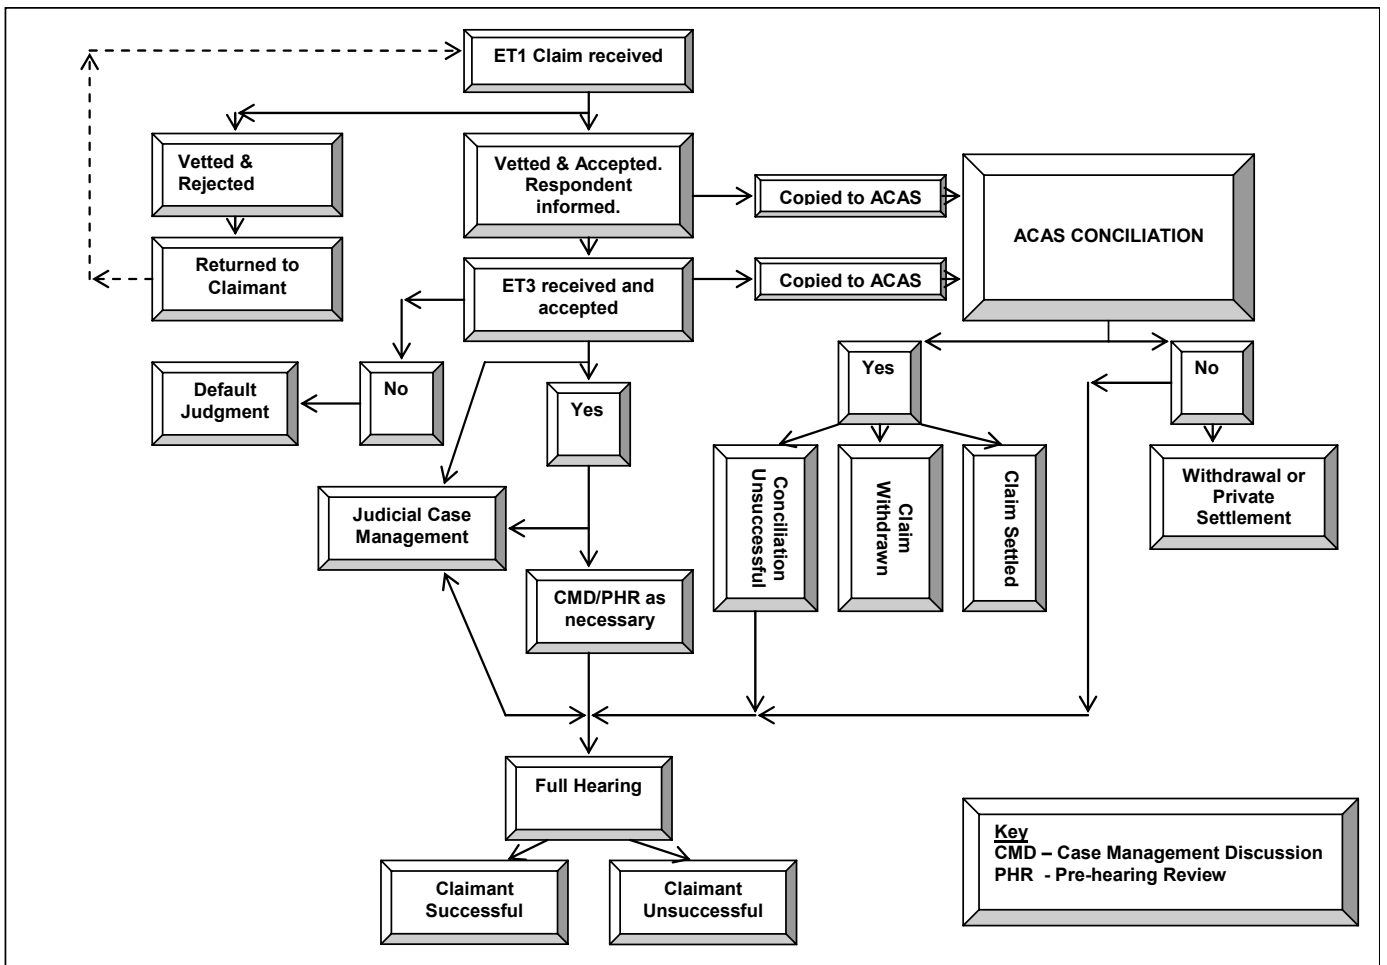 ET1 Claim received
Vetted &
Rejected
Vetted & Accepted.
Respondent
informed.
Copied to ACAS
ACAS CONCILIATION
Returned to
Claimant
ET3 received and
accepted
Copied to ACAS
Default
Judgment
No
Yes
Yes
No
Judicial Case
Management
Conciliation
Unsuccessful
Claim
Withdrawn
Claim Settled
Withdrawal or
Private
Settlement
CMD/PHR as
necessary
Full Hearing
Claimant
Successful
Claimant
Unsuccessful
Key
CMD – Case Management Discussion
PHR - Pre-hearing Review